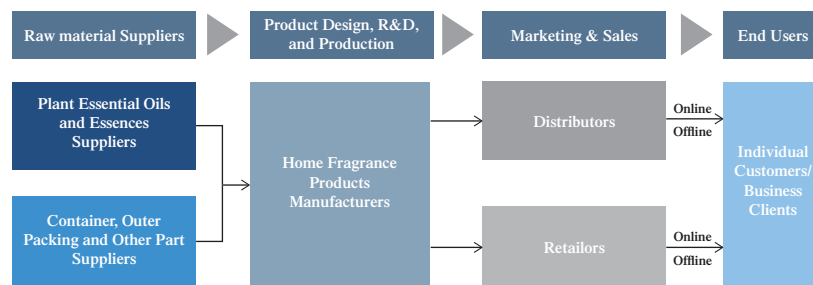 Raw material Suppliers
Product Design, R&D,
and Production
Marketing & Sales
End Users
Plant Essential Oils
and Essences
Suppliers
Container, Outer
Packing and Other Part
Suppliers
Home Fragrance
Products
Manufacturers
Distributors
Online
Offline
Retailors
Online
Offline
Individual
Customers/
Business
Clients